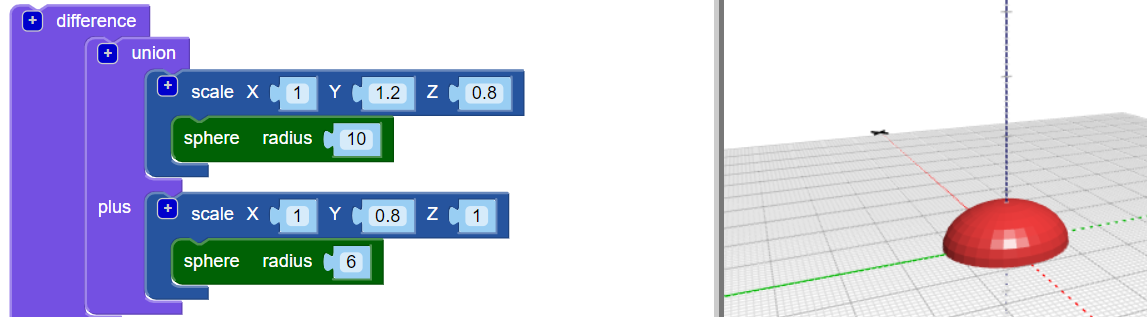 + difference
+ union
+ scale X 1 Y 1.2 Z 0.8
sphere radius 10
plus
+ scale X 1 Y 0.8 Z 1
sphere radius 6